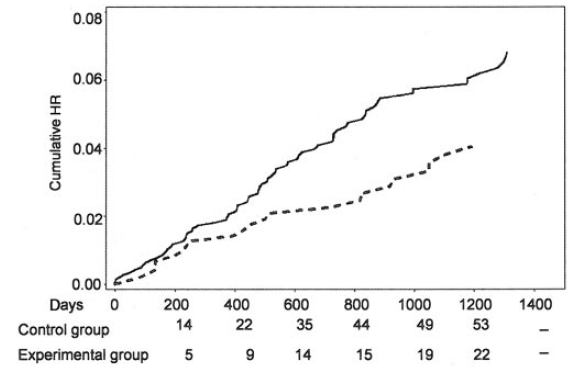 0.08
0.06
0.04
0.02
0.00
Cumulative HR
Days 0 200 400 600 800 1000 1200 1400
Control group 14 22 35 44 49 53 –
Experimental group 5 9 14 15 19 22 –